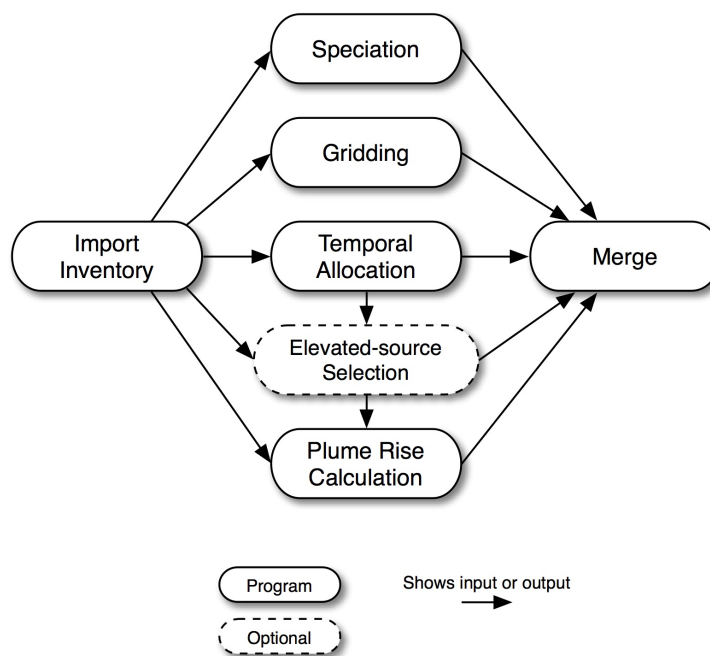 Speciation
Gridding
Import
Inventory
Temporal
Allocation
Merge
Elevated-source
Selection
Plume Rise
Calculation
Program
Shows input or output
Optional